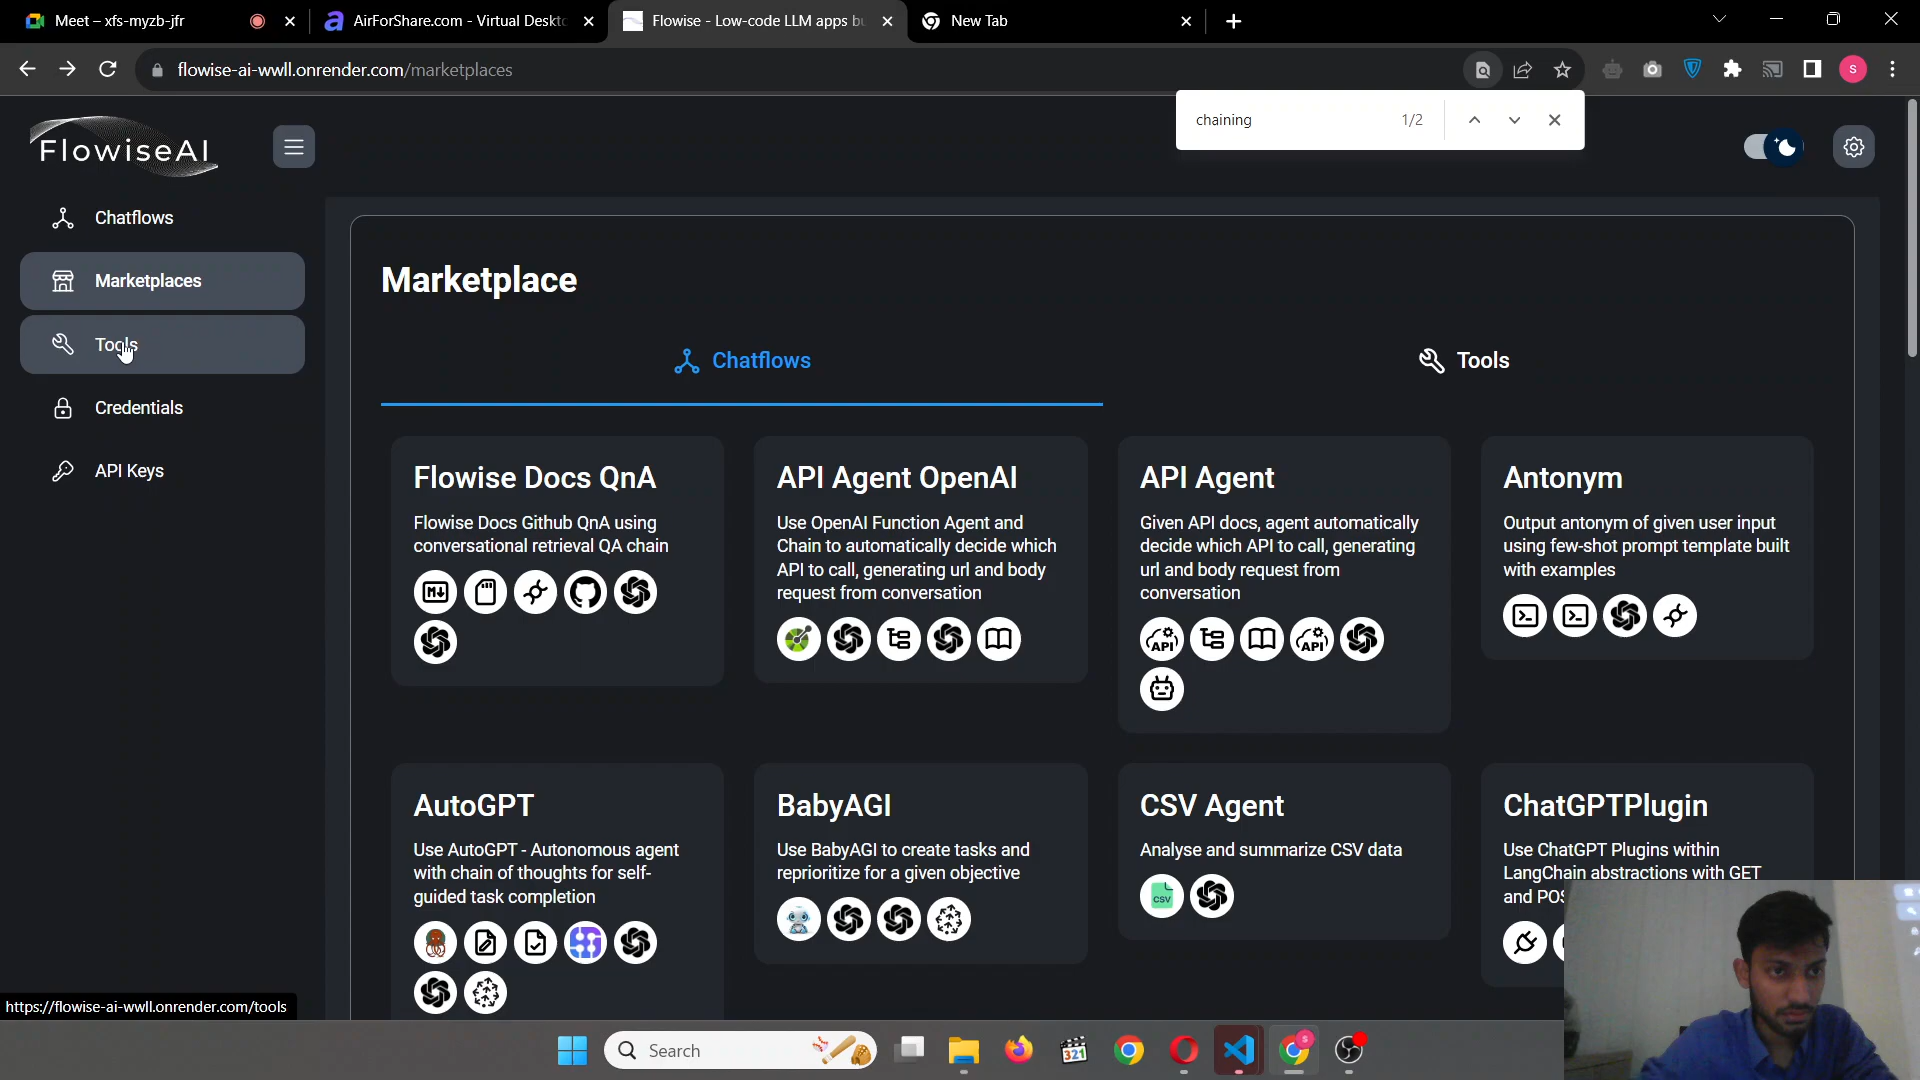 Meet – xfs-myzb-jfr
AirForShare.com - Virtual Deskto
Flowise - Low-code LLM apps bu
New Tab
flowise-ai-wwll.onrender.com/marketplaces
S
chaining
1/2
FlowiseAI
Chatflows
Marketplaces
Tools
Credentials
API Keys
Marketplace
Chatflows
Tools
Flowise Docs QnA
Flowise Docs Github QnA using
conversational retrieval QA chain
API Agent OpenAI
Use OpenAI Function Agent and
Chain to automatically decide which
API to call, generating url and body
request from conversation
API Agent
Given API docs, agent automatically
decide which API to call, generating
url and body request from
conversation
API
API
Antonym
Output antonym of given user input
using few-shot prompt template built
with examples
AutoGPT
Use AutoGPT - Autonomous agent
with chain of thoughts for self-
guided task completion
BabyAGI
Use BabyAGI to create tasks and
reprioritize for a given objective
CSV Agent
Analyse and summarize CSV data
CSV
ChatGPTPlugin
Use ChatGPT Plugins within
LangChain abstractions with GET
and POS
https://flowise-ai-wwll.onrender.com/tools
Search
321
S